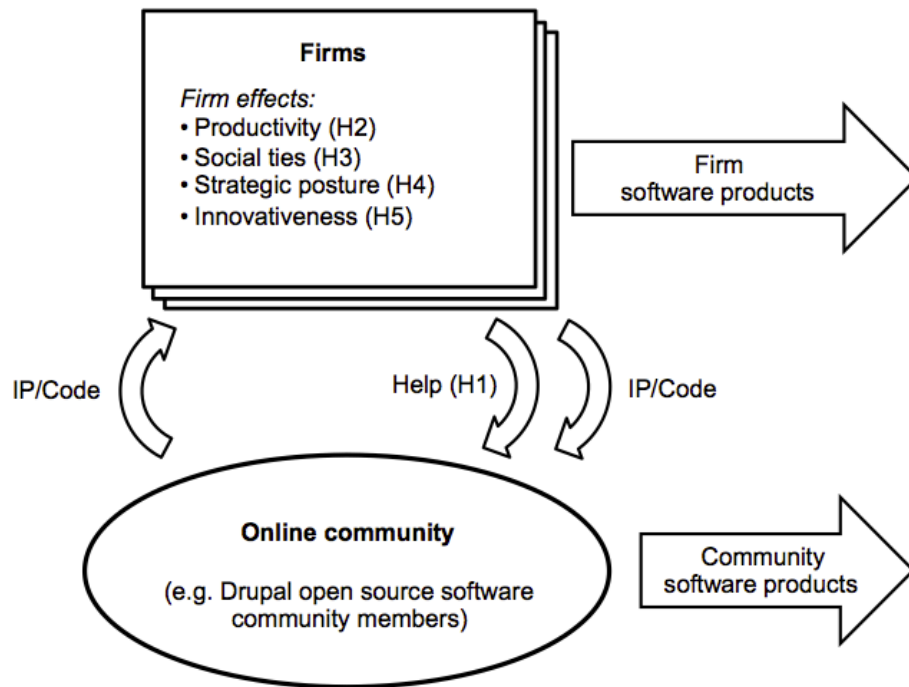 Firms
Firm effects:
• Productivity (H2)
• Social ties (H3)
• Strategic posture (H4)
• Innovativeness (H5)
Firm
software products
IP/Code
Help (H1)
IP/Code
Online community
(e.g. Drupal open source software
community members)
Community
software products